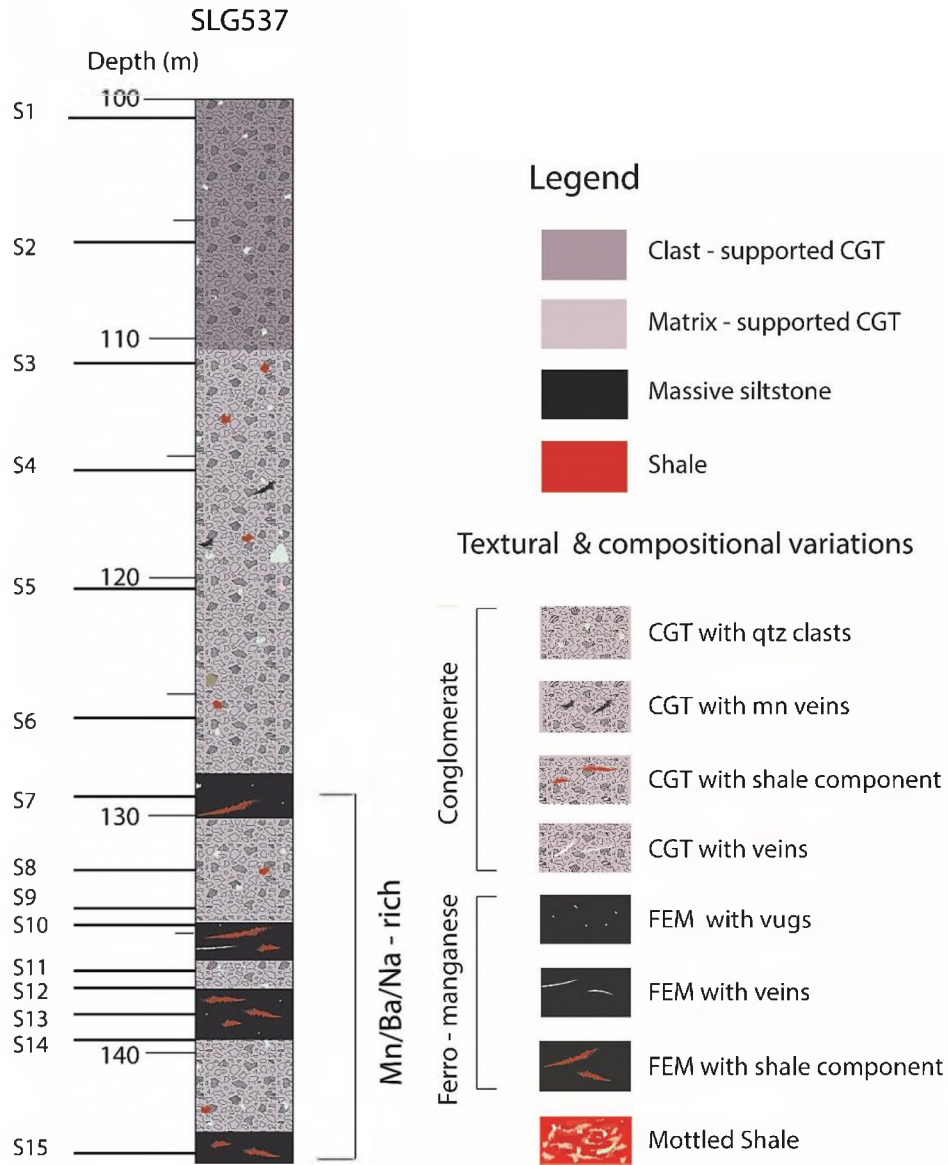 SLG537
Depth (m)
100
S1
S2
110
S3
S4
120
S5
S6
S7
130
S8
S9
S10
S11
S12
S13
S14
140
S15
Mn/Ba/Na - rich
Legend
Clast - supported CGT
Matrix - supported CGT
Massive siltstone
Shale
Textural & compositional variations
Conglomerate
CGT with qtz clasts
CGT with mn veins
CGT with shale component
CGT with veins
Ferro - manganese
FEM with vugs
FEM with veins
FEM with shale component
Mottled Shale